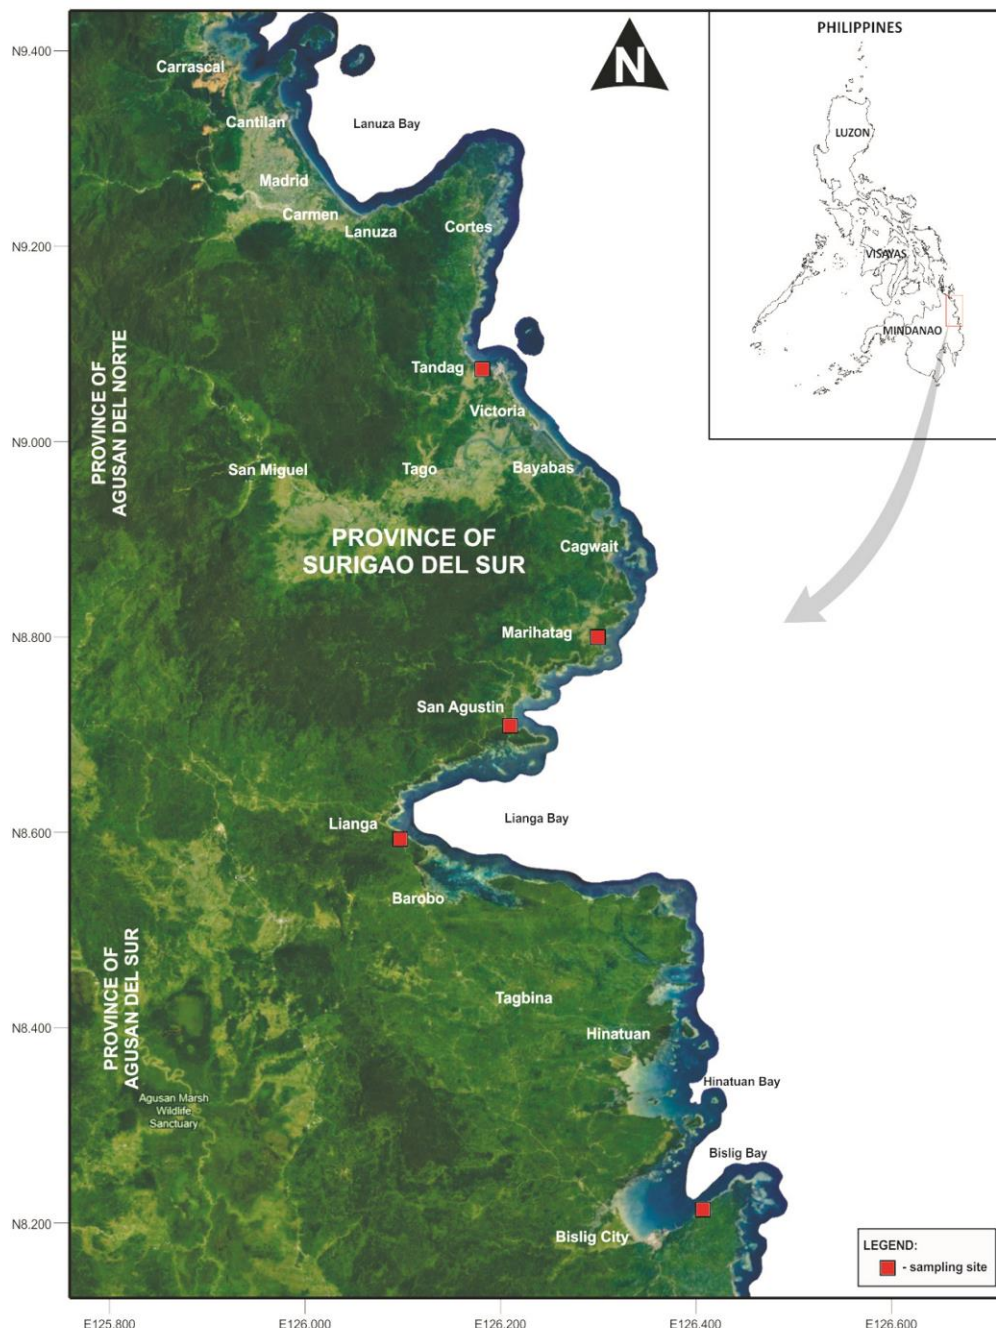 PHILIPPINES
LUZON
VISAYAS
MINDANAO
N
N9.400
N9.200
N9.000
N8.800
N8.600
N8.400
N8.200
Carrascal
Cantilan
Lanuza Bay
Madrid
Carmen
Lanuza
Cortes
Tandag
Victoria
San Miguel
Tago
Bayabas
PROVINCE OF
AGUSAN DEL NORTE
PROVINCE OF
SURIGAO DEL SUR
Cagwait
Marihatag
San Agustin
Lianga
Lianga Bay
Barobo
Tagbina
Hinatuan
PROVINCE OF
AGUSAN DEL SUR
Agusan Marsh
Wildlife
Sanctuary
Hinatuan Bay
Bislig Bay
Bislig City
LEGEND:
- sampling site
E125.800
E126.000
E126.200
E126.400
E126.600